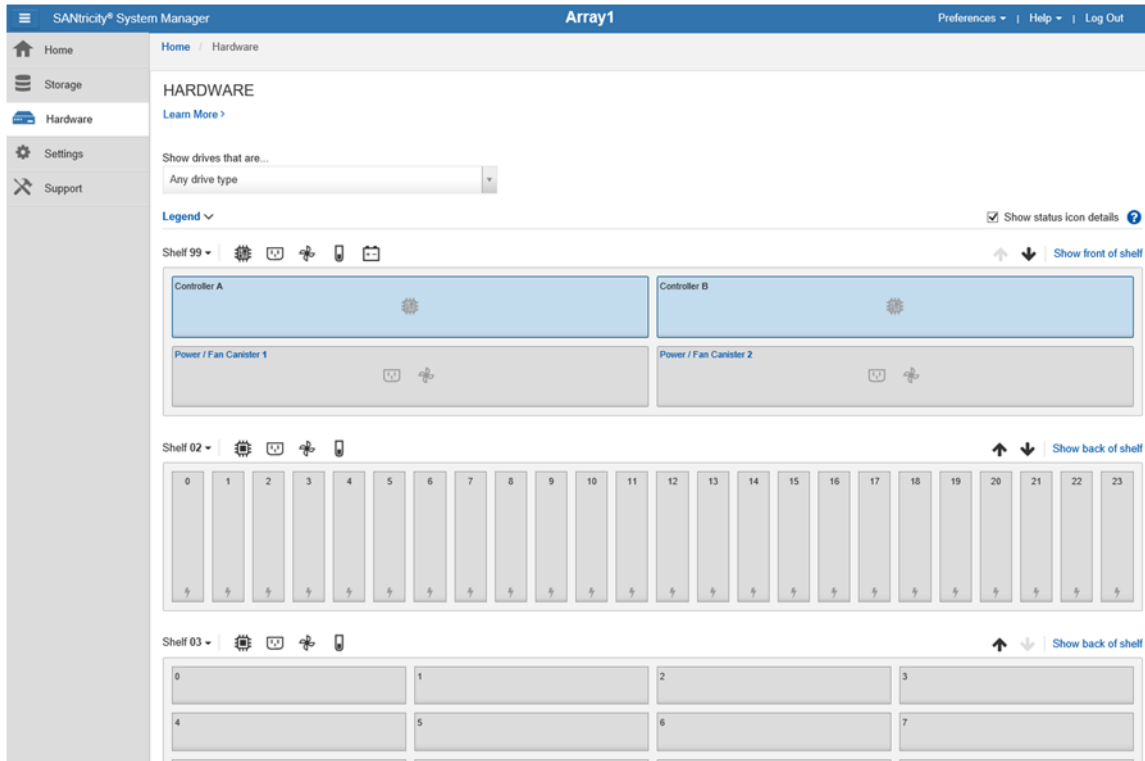 SANtricity® System Manager Array1 Preferences | Help | Log Out
Home
Storage
Hardware
Settings
Support
Home / Hardware
HARDWARE
Learn More >
Show drives that are...
Any drive type
Legend
Show status icon details ?
Shelf 99 Show front of shelf
Controller A Controller B
Power / Fan Canister 1 Power / Fan Canister 2
Shelf 02 Show back of shelf
0 1 2 3 4 5 6 7 8 9 10 11 12 13 14 15 16 17 18 19 20 21 22 23
Shelf 03 Show back of shelf
0 1 2 3
4 5 6 7